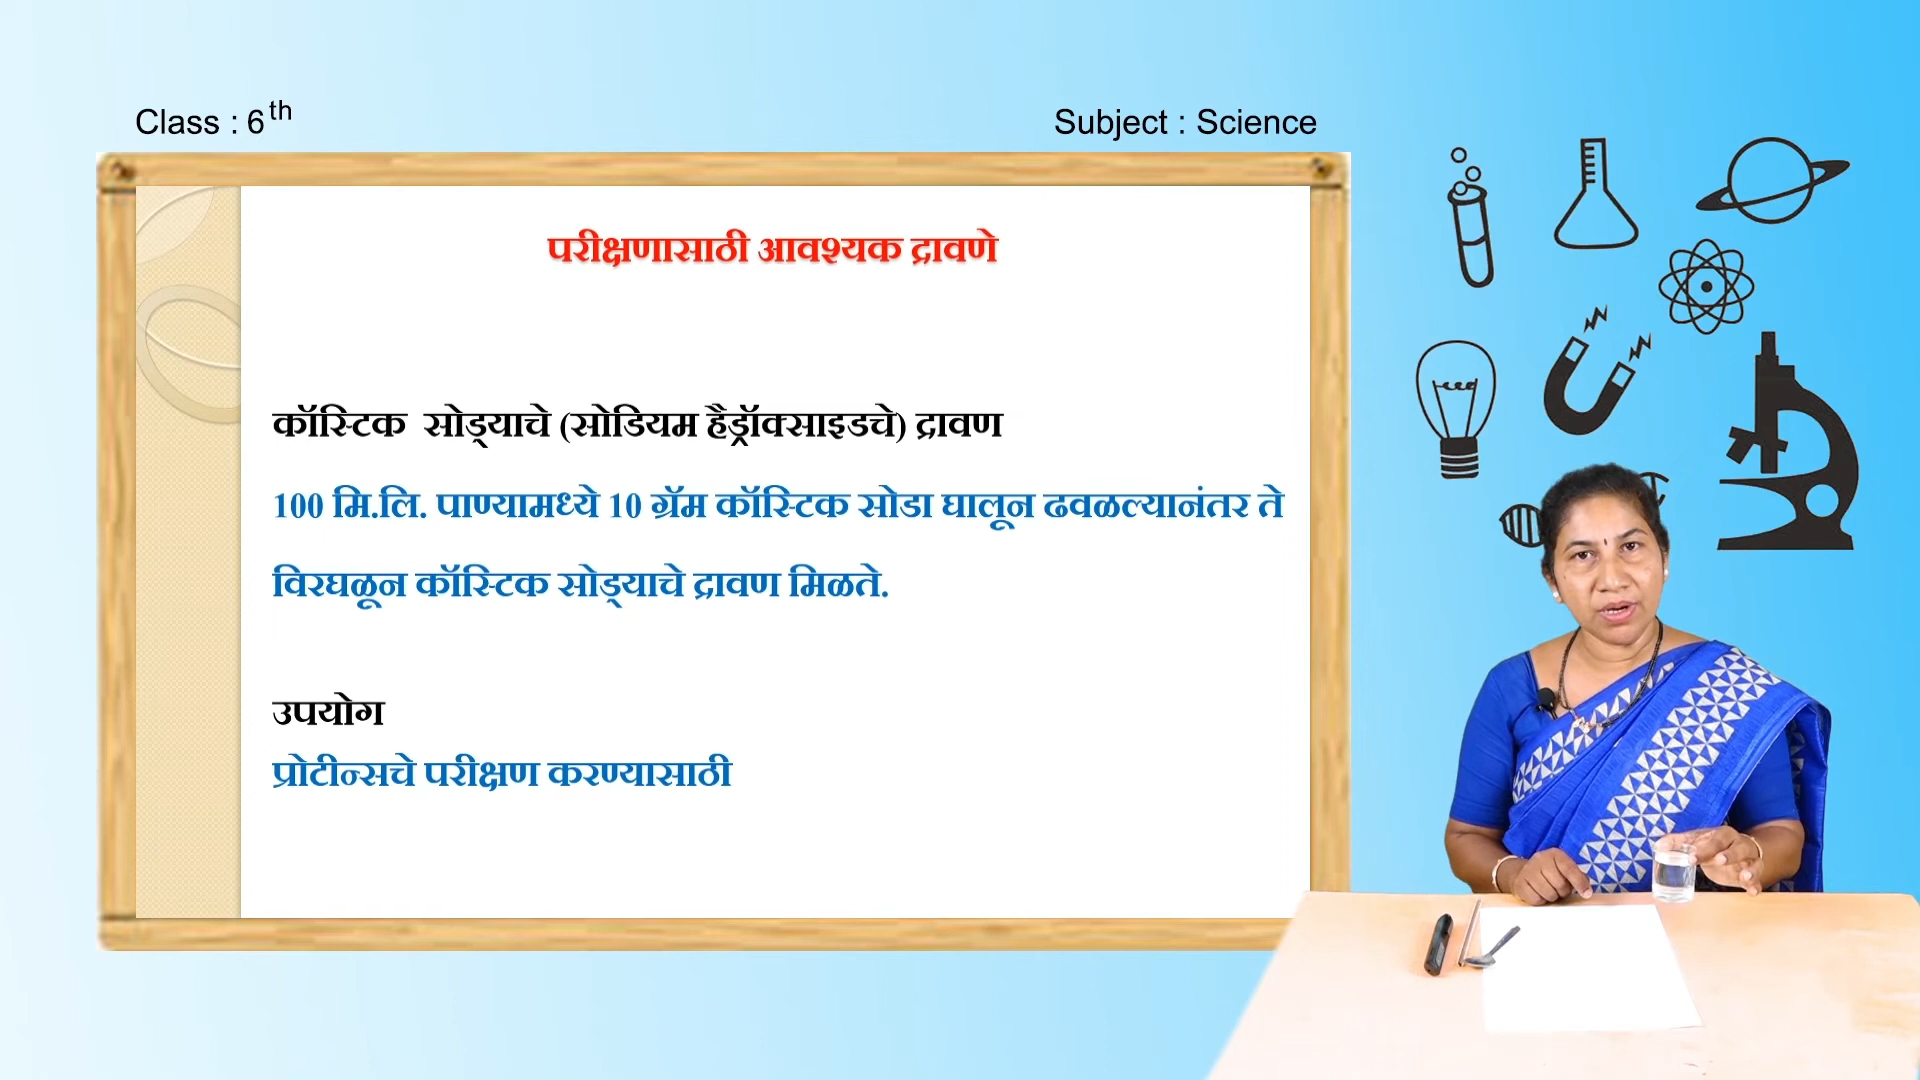 Class : 6th
Subject : Science
परीक्षणासाठी आवश्यक द्रावणे
कॉस्टिक सोड्याचे (सोडियम हैड्रॉक्साइडचे) द्रावण
100 मि.लि. पाण्यामध्ये 10 ग्रॅम कॉस्टिक सोडा घालून ढवळल्यानंतर ते
विरघळून कॉस्टिक सोड्याचे द्रावण मिळते.
उपयोग
प्रोटीन्सचे परीक्षण करण्यासाठी